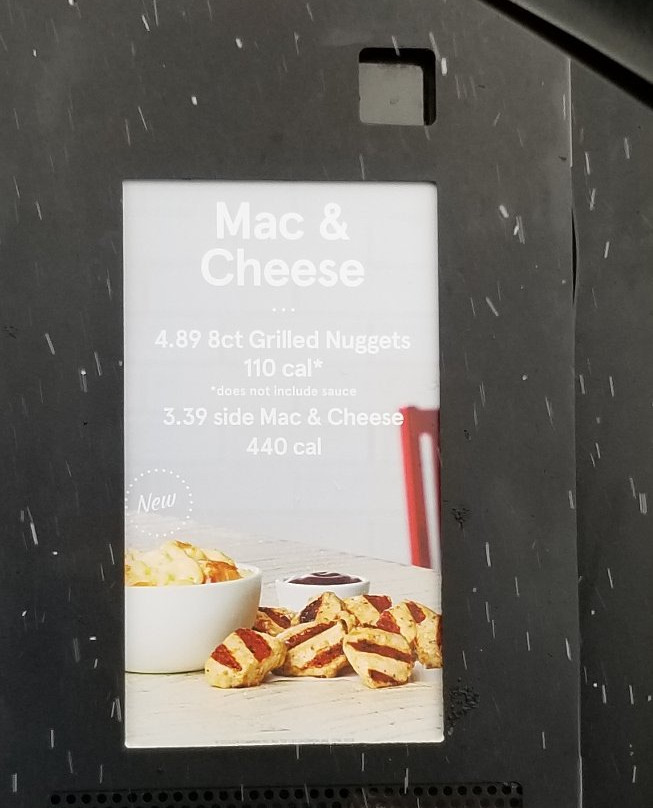 Mac &
Cheese
...
4.89 8ct Grilled Nuggets
110 cal*
*does not include sauce
3.39 side Mac & Cheese
440 cal
New